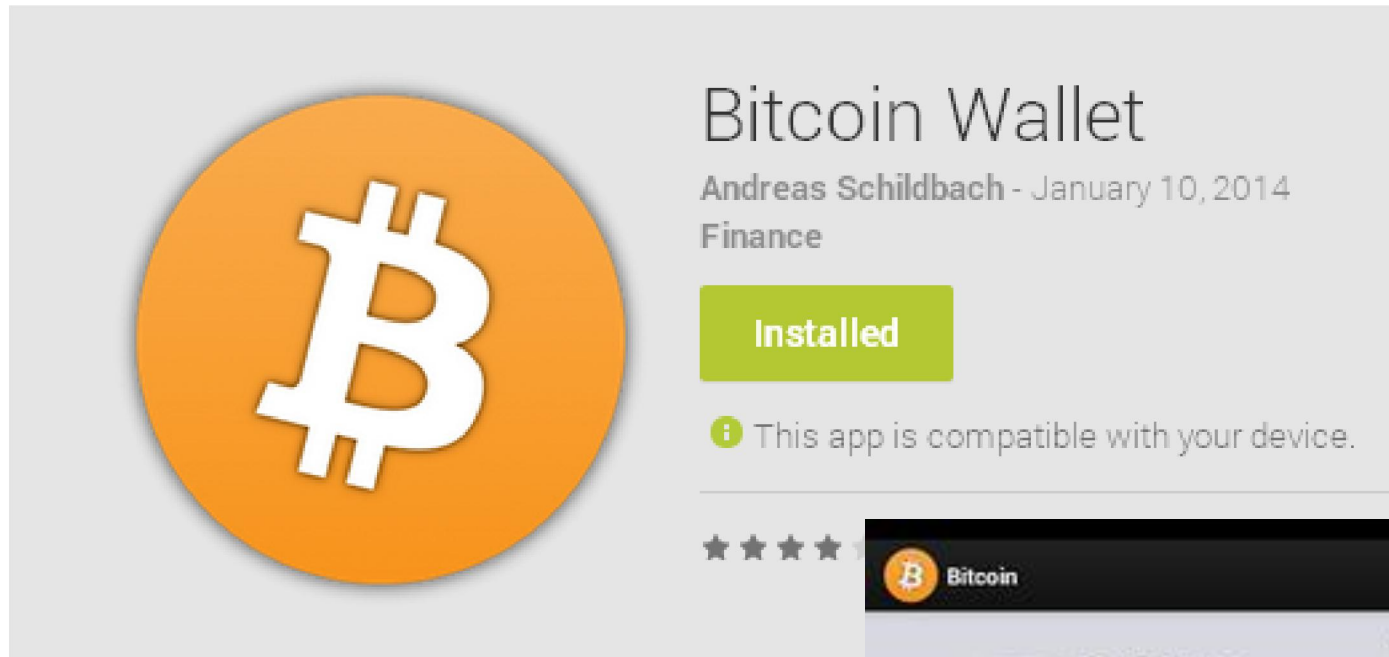 Bitcoin Wallet
Andreas Schildbach - January 10, 2014
Finance
Installed
This app is compatible with your device.
Bitcoin